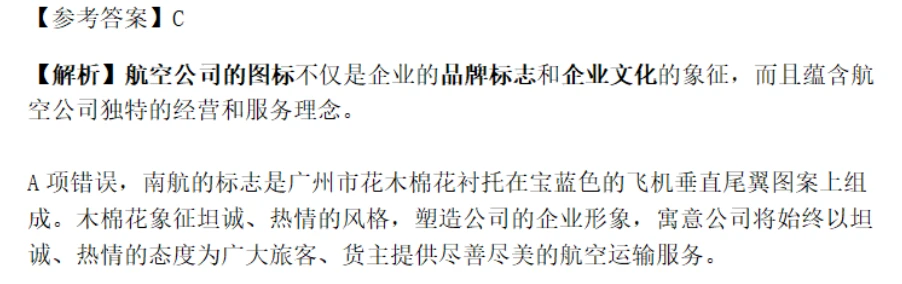 【参考答案】C
【解析】航空公司的图标不仅是企业的品牌标志和企业文化的象征，而且蕴含航
空公司独特的经营和服务理念。
A 项错误，南航的标志是广州市花木棉花衬托在宝蓝色的飞机垂直尾翼图案上组
成。木棉花象征坦诚、热情的风格，塑造公司的企业形象，寓意公司将始终以坦
诚、热情的态度为广大旅客、货主提供尽善尽美的航空运输服务。